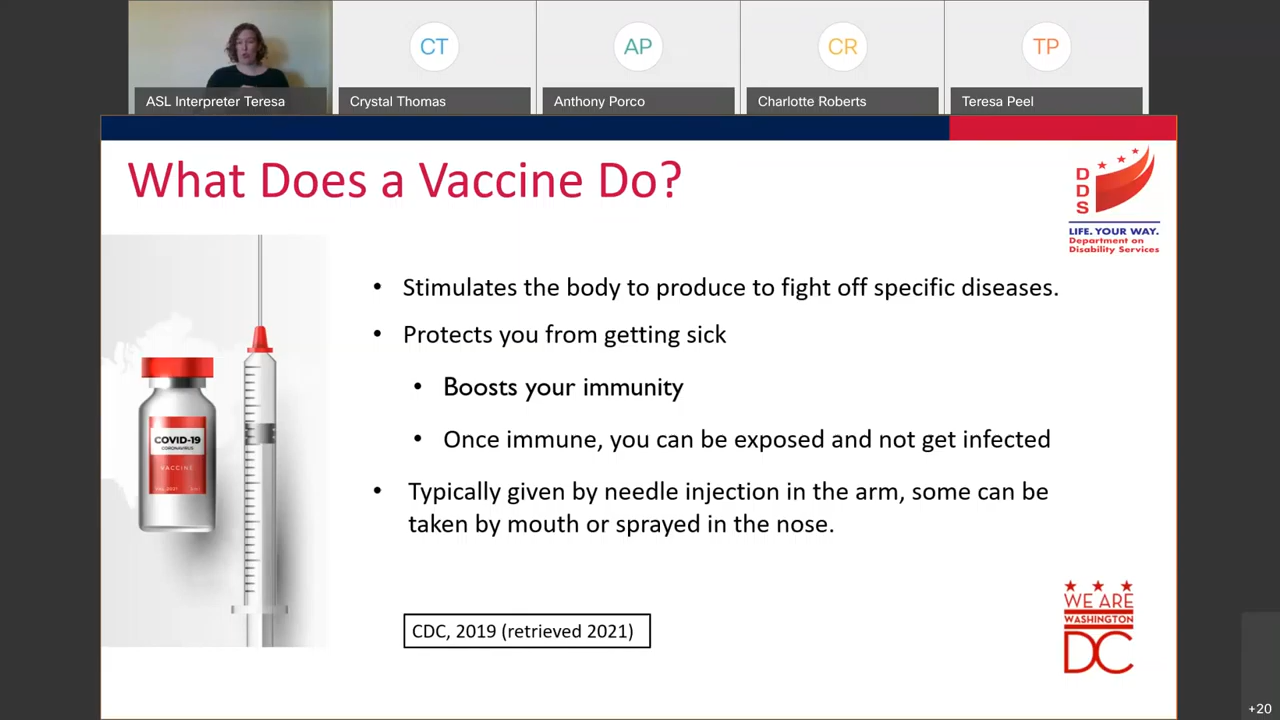 CT
AP
CR
TP
ASL Interpreter Teresa
Crystal Thomas
Anthony Porco
Charlotte Roberts
Teresa Peel
What Does a Vaccine Do?
DDS
LIFE. YOUR WAY.
Department on
Disability Services
• Stimulates the body to produce to fight off specific diseases.
• Protects you from getting sick
• Boosts your immunity
• Once immune, you can be exposed and not get infected
• Typically given by needle injection in the arm, some can be
taken by mouth or sprayed in the nose.
COVID-19
CORONAVIRUS
VACCINE
CDC, 2019 (retrieved 2021)
WE ARE
WASHINGTON
DC
+20